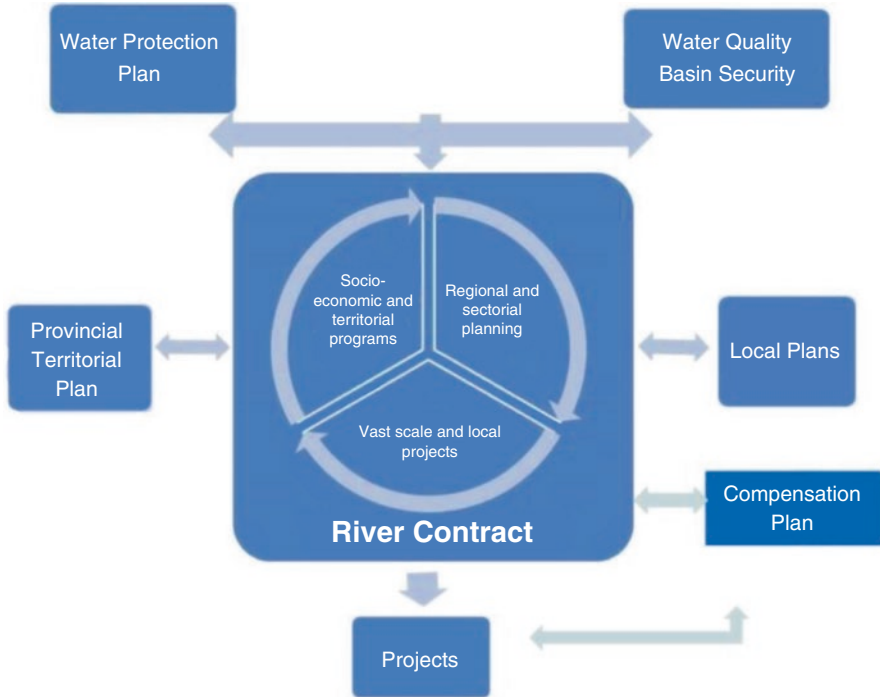 Water Protection
Plan
Water Quality
Basin Security
Socio-
economic and
territorial
programs
Regional and
sectorial
planning
Vast scale and local
projects
River Contract
Provincial
Territorial
Plan
Local Plans
Compensation
Plan
Projects